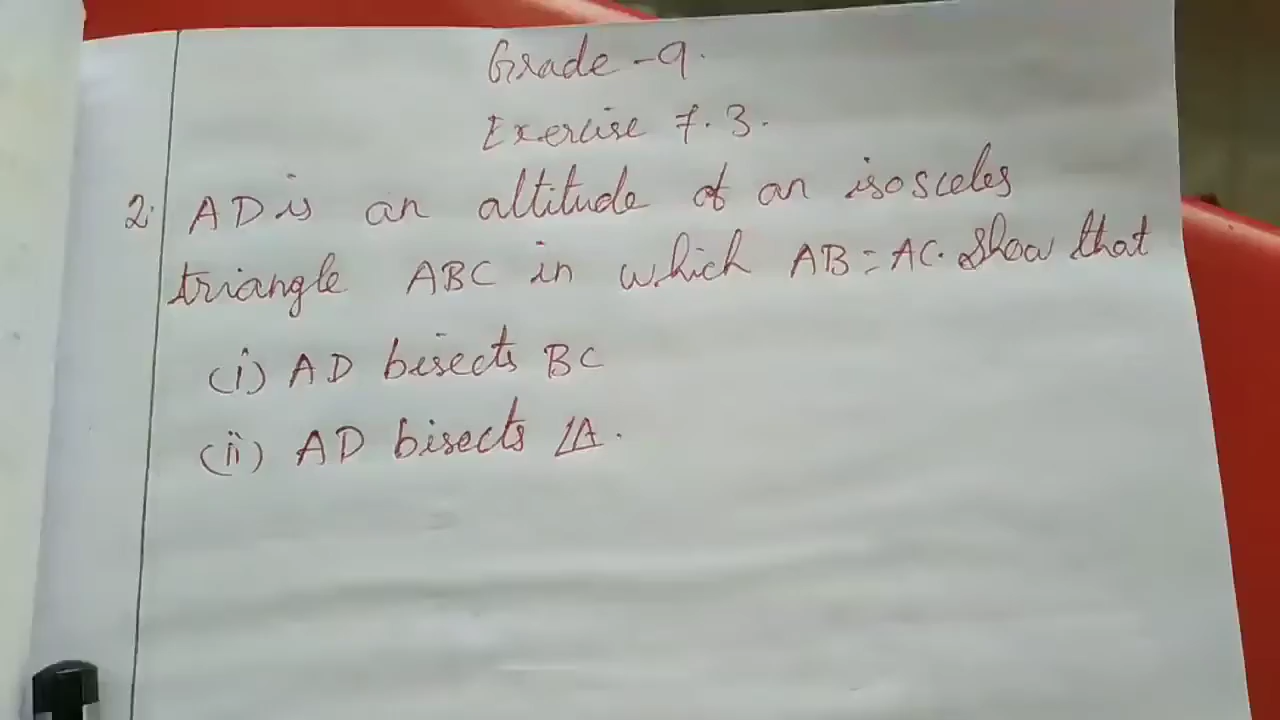 Grade - 9.
Exercise 7.3.
2. AD is an altitude of an isosceles
triangle ABC in which AB = AC. Show that
(i) AD bisects BC
(ii) AD bisects ∠A.